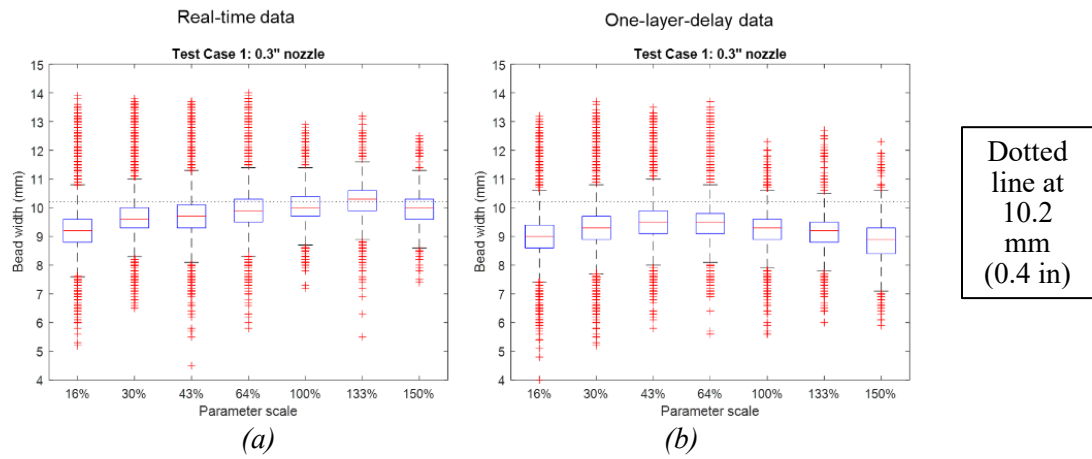 Real-time data
Test Case 1: 0.3" nozzle
Bead width (mm)
15
14
13
12
11
10
9
8
7
6
5
4
16% 30% 43% 64% 100% 133% 150%
Parameter scale
(a)
One-layer-delay data
Test Case 1: 0.3" nozzle
Bead width (mm)
15
14
13
12
11
10
9
8
7
6
5
4
16% 30% 43% 64% 100% 133% 150%
Parameter scale
(b)
Dotted
line at
10.2
mm
(0.4 in)